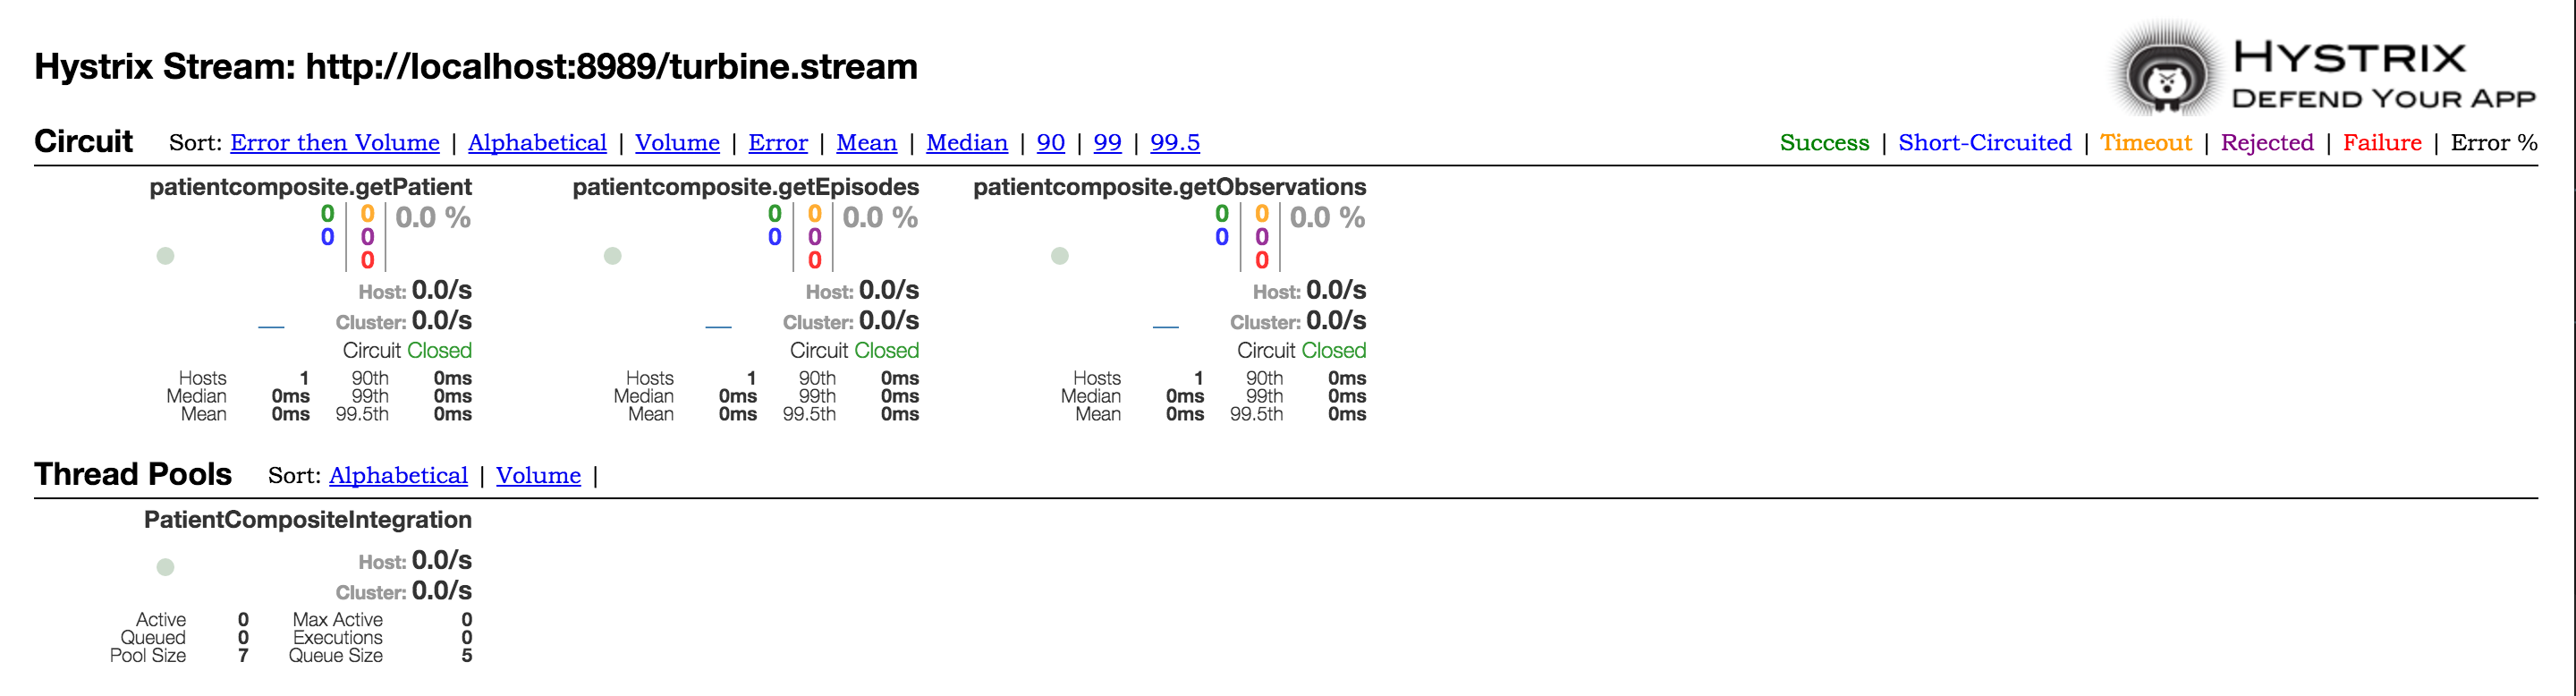 Hystrix Stream: http://localhost:8989/turbine.stream
HYSTRIX
DEFEND YOUR APP
Circuit Sort: Error then Volume | Alphabetical | Volume | Error | Mean | Median | 90 | 99 | 99.5
Success | Short-Circuited | Timeout | Rejected | Failure | Error %
patientcomposite.getPatient
0 0 0.0 %
0 0
0
Host: 0.0/s
Cluster: 0.0/s
Circuit Closed
Hosts 1 90th 0ms
Median 0ms 99th 0ms
Mean 0ms 99.5th 0ms
patientcomposite.getEpisodes
0 0 0.0 %
0 0
0
Host: 0.0/s
Cluster: 0.0/s
Circuit Closed
Hosts 1 90th 0ms
Median 0ms 99th 0ms
Mean 0ms 99.5th 0ms
patientcomposite.getObservations
0 0 0.0 %
0 0
0
Host: 0.0/s
Cluster: 0.0/s
Circuit Closed
Hosts 1 90th 0ms
Median 0ms 99th 0ms
Mean 0ms 99.5th 0ms
Thread Pools Sort: Alphabetical | Volume |
PatientCompositeIntegration
Host: 0.0/s
Cluster: 0.0/s
Active 0 Max Active 0
Queued 0 Executions 0
Pool Size 7 Queue Size 5